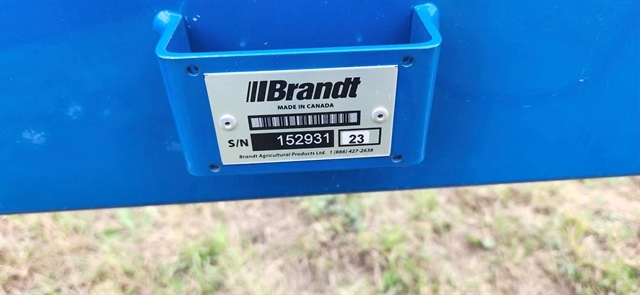 Brandt
MADE IN CANADA
S/N 152931 23
Brandt Agricultural Products Ltd. 1 (866) 427-2638